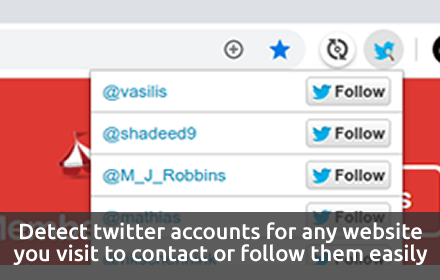 @vasilis Follow
@shadeed9 Follow
@M_J_Robbins Follow
@mathias Follow
Detect twitter accounts for any website
you visit to contact or follow them easily